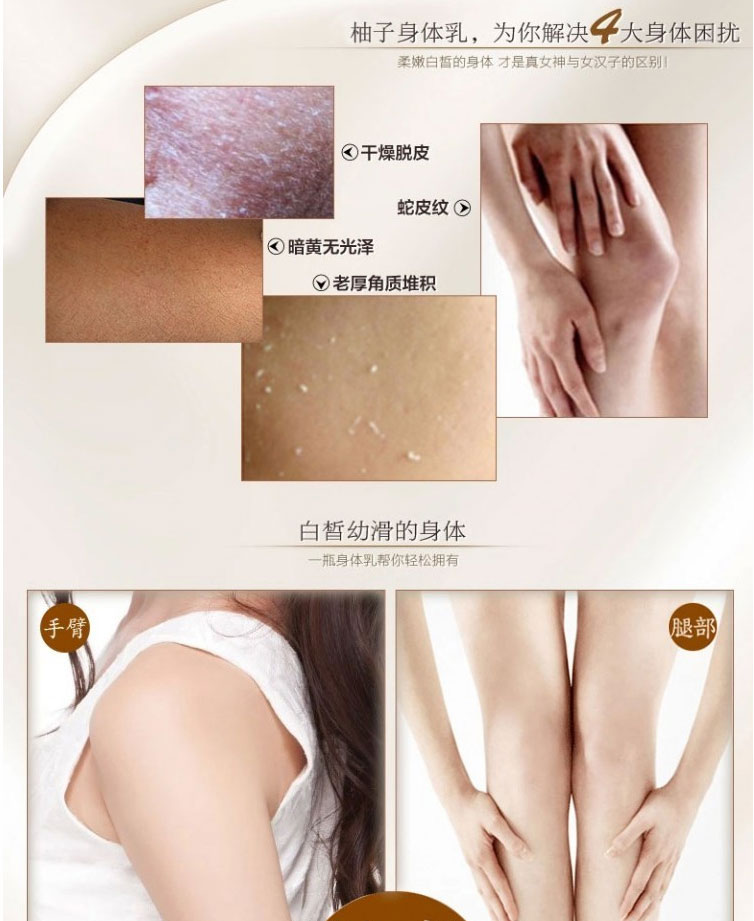 柚子身体乳，为你解决4大身体困扰
柔嫩白皙的身体 才是真女神与女汉子的区别！
干燥脱皮
蛇皮纹
暗黄无光泽
老厚角质堆积
白皙幼滑的身体
一瓶身体乳帮你轻松拥有
手臂
腿部